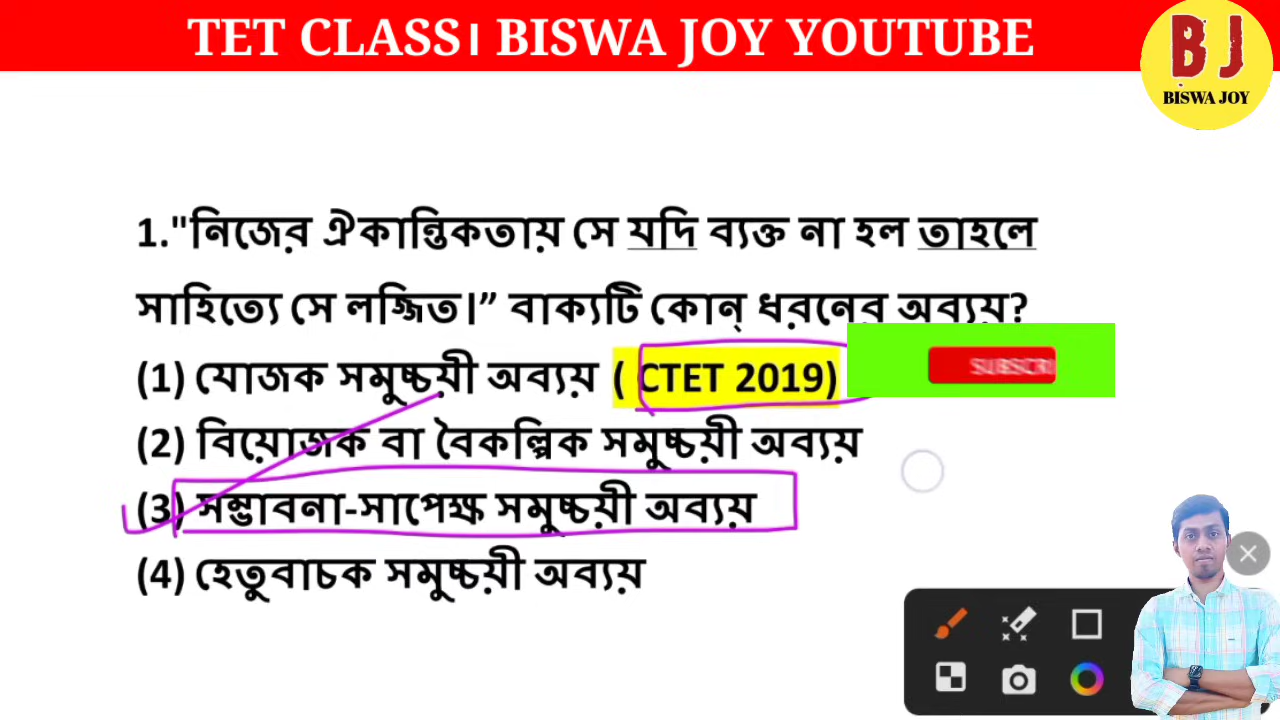 TET CLASS। BISWA JOY YOUTUBE
BJ
BISWA JOY
1."নিজের ঐকান্তিকতায় সে যদি ব্যক্ত না হল তাহলে
সাহিত্যে সে লজ্জিত।” বাক্যটি কোন্ ধরনের অব্যয়?
(1) যোজক সমুচ্চয়ী অব্যয় ( CTET 2019)
(2) বিয়োজক বা বৈকল্পিক সমুচ্চয়ী অব্যয়
(3) সম্ভাবনা-সাপেক্ষ সমুচ্চয়ী অব্যয়
(4) হেতুবাচক সমুচ্চয়ী অব্যয়